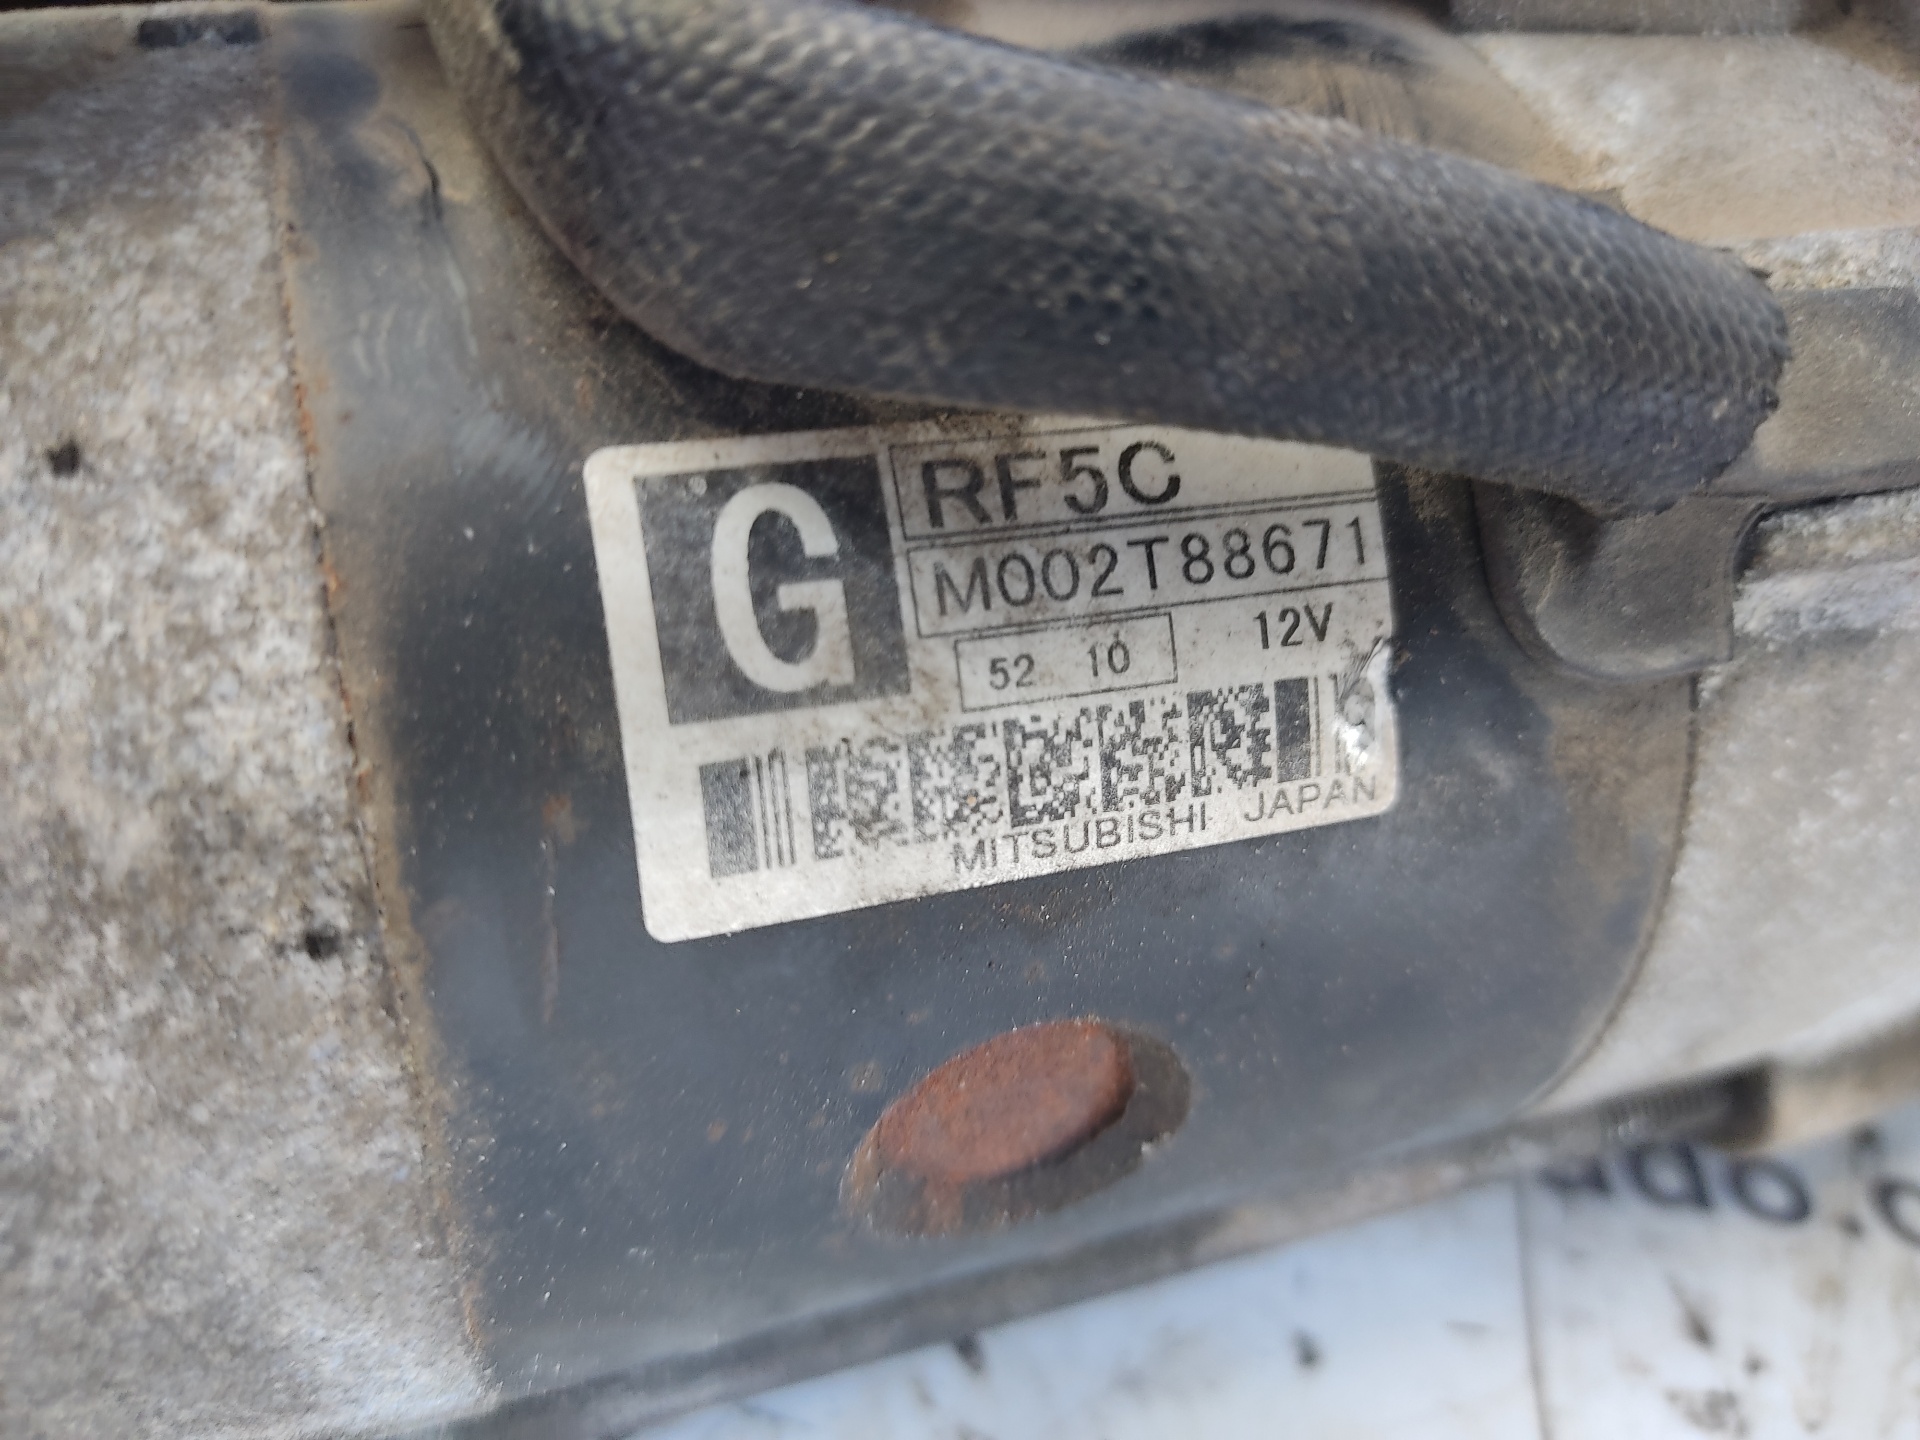 G
RF5C
M002T88671
52 10
12V
MITSUBISHI JAPAN